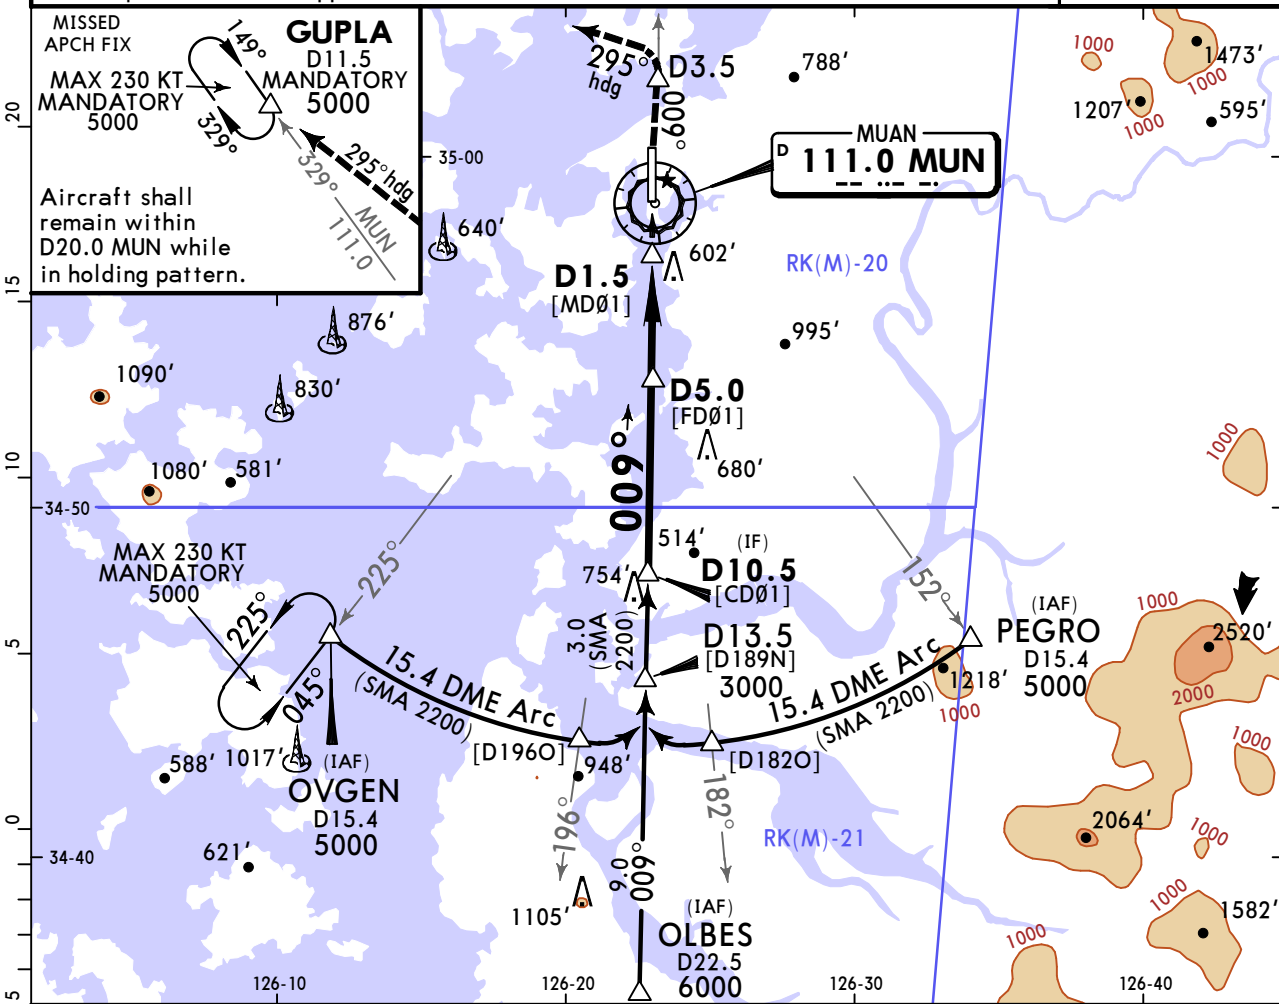 MISSED
APCH FIX
149°
GUPLA
D11.5
MANDATORY
5000
MAX 230 KT
MANDATORY
5000
329°
329°
295°hdg
MUN
111.0
Aircraft shall
remain within
D20.0 MUN while
in holding pattern.
295°
hdg
D3.5
009°
788'
1000
1473'
1000
1207'
1000
595'
20
35-00
MUAN
D
111.0 MUN
640'
602'
RK(M)-20
D1.5
[MDØ1]
15
876'
995'
1090'
830'
D5.0
[FDØ1]
680'
1000
10
1080'
581'
009°
34-50
514'
(IF)
D10.5
[CDØ1]
754'
MAX 230 KT
MANDATORY
5000
225°
225°
045°
152°
3.0
(SMA
2200)
D13.5
[D189N]
3000
(IAF)
PEGRO
D15.4
5000
1000
2520'
2000
5
15.4 DME Arc
(SMA 2200)
15.4 DME Arc
(SMA 2200)
1218'
1000
[D196O]
[D182O]
1000
588'
1017'
(IAF)
OVGEN
D15.4
5000
948'
196°
182°
RK(M)-21
0
34-40
2064'
1000
621'
9.0
009°
1105'
(IAF)
OLBES
D22.5
6000
1000
1582'
1000
5
126-10
126-20
126-30
126-40